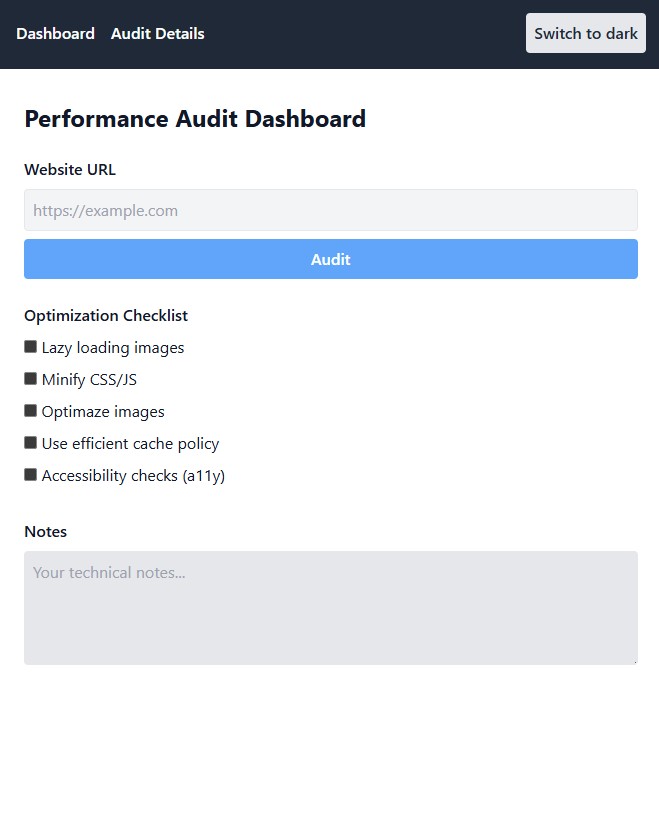 Dashboard Audit Details Switch to dark
Performance Audit Dashboard
Website URL
https://example.com
Audit
Optimization Checklist
Lazy loading images
Minify CSS/JS
Optimaze images
Use efficient cache policy
Accessibility checks (a11y)
Notes
Your technical notes...